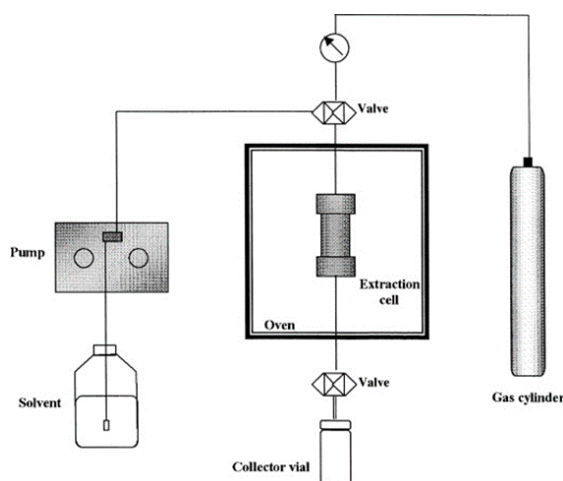 Valve
Pump
Extraction
cell
Oven
Valve
Solvent
Gas cylinder
Collector vial